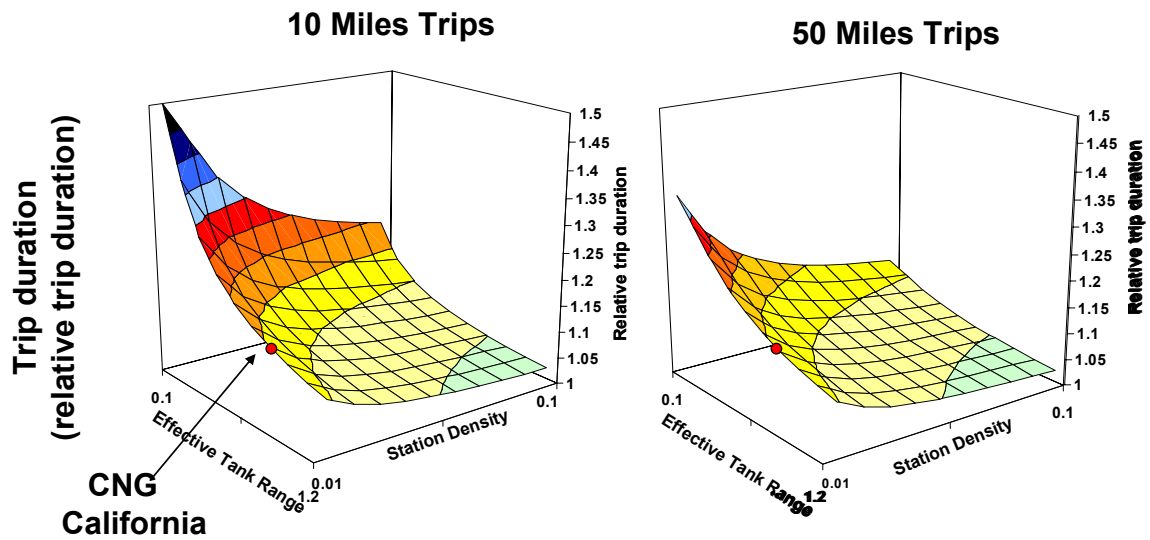 10 Miles Trips
50 Miles Trips
Trip duration
(relative trip duration)
1.5
1.45
1.4
1.35
1.3
1.25
1.2
1.15
1.1
1.05
1
Relative trip duration
0.1
Effective Tank Range
1.2
0.01
Station Density
0.1
CNG
California
1.5
1.45
1.4
1.35
1.3
1.25
1.2
1.15
1.1
1.05
1
Relative trip duration
0.1
Effective Tank Range
1.2
0.01
Station Density
0.1